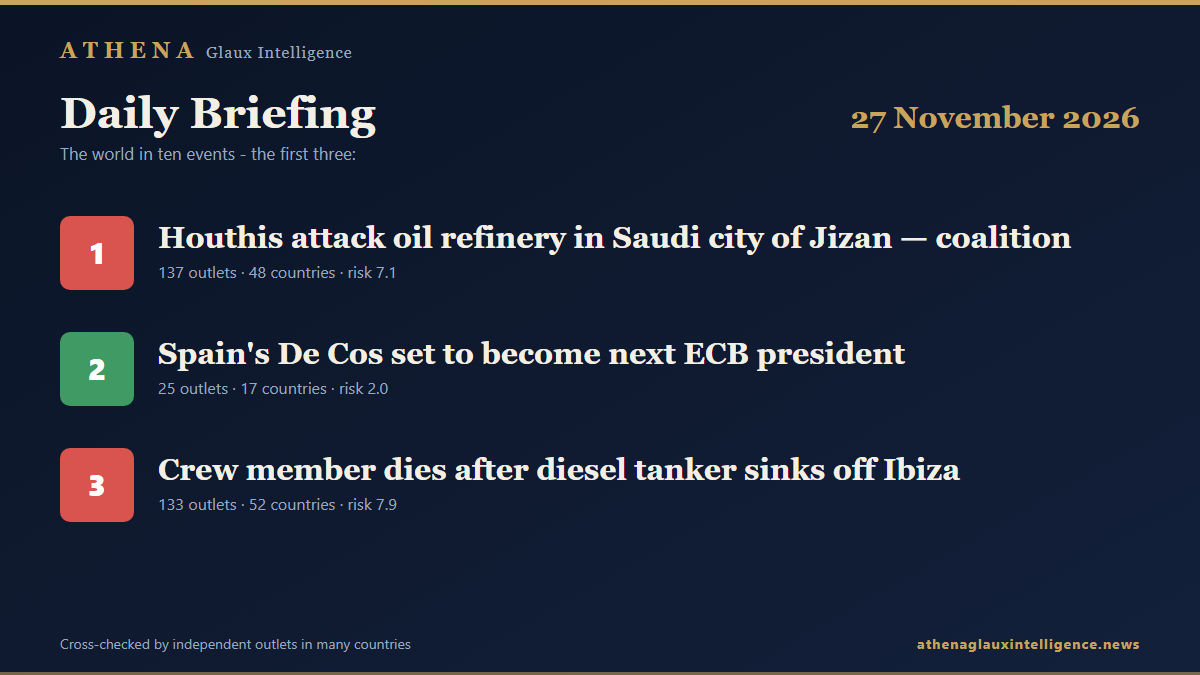 ATHENA Glaux Intelligence
Daily Briefing
27 November 2026
The world in ten events - the first three:
1
Houthis attack oil refinery in Saudi city of Jizan — coalition
137 outlets · 48 countries · risk 7.1
2
Spain's De Cos set to become next ECB president
25 outlets · 17 countries · risk 2.0
3
Crew member dies after diesel tanker sinks off Ibiza
133 outlets · 52 countries · risk 7.9
Cross-checked by independent outlets in many countries
athenaglauxintelligence.news